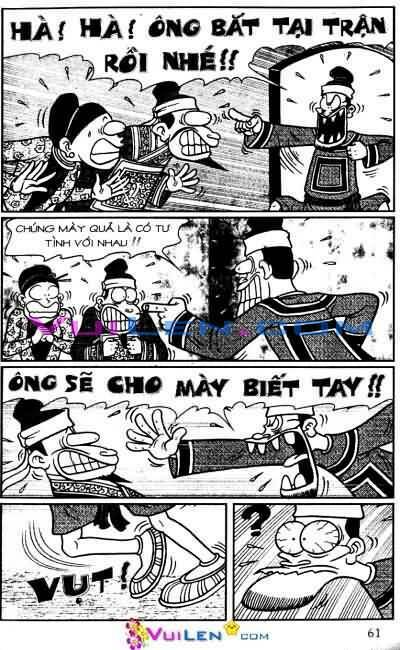 HÀ! HÀ! ÔNG BẮT TẠI TRẬN
RỒI NHÉ!!
CHÚNG MÀY QUẢ LÀ CÓ TƯ
TÌNH VỚI NHAU!!
VUILEN.COM
ÔNG SẼ CHO MÀY BIẾT TAY!!
VỤT!
?
61
VUILEN.COM